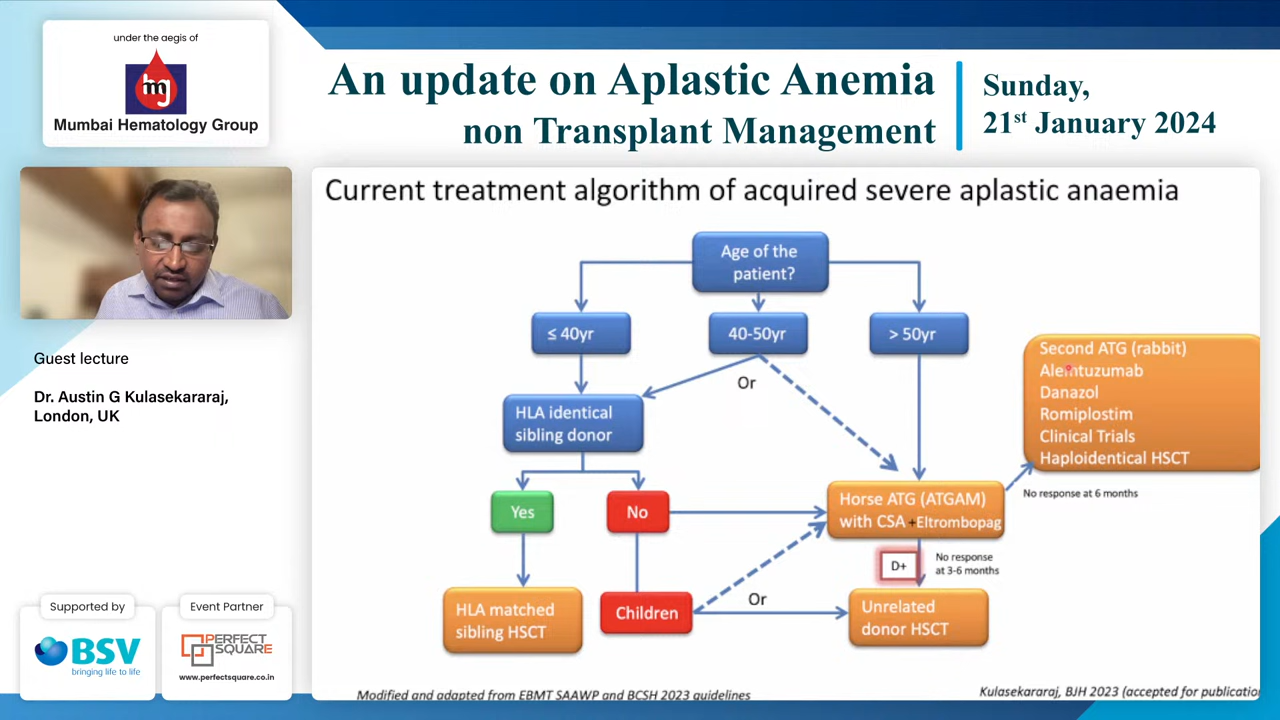 under the aegis of
mg
Mumbai Hematology Group
An update on Aplastic Anemia
non Transplant Management
Sunday,
21st January 2024
Guest lecture
Dr. Austin G Kulasekararaj,
London, UK
Supported by
BSV
bringing life to life
Event Partner
PERFECT
SQUARE
www.perfectsquare.co.in
Current treatment algorithm of acquired severe aplastic anaemia
Age of the
patient?
≤ 40yr
40-50yr
> 50yr
Or
HLA identical
sibling donor
Yes
No
HLA matched
sibling HSCT
Children
Or
Horse ATG (ATGAM)
with CSA +Eltrombopag
D+
No response
at 3-6 months
Unrelated
donor HSCT
Second ATG (rabbit)
Alemtuzumab
Danazol
Romiplostim
Clinical Trials
Haploidentical HSCT
No response at 6 months
Modified and adapted from EBMT SAAWP and BCSH 2023 guidelines
Kulasekararaj, BJH 2023 (accepted for publicatio